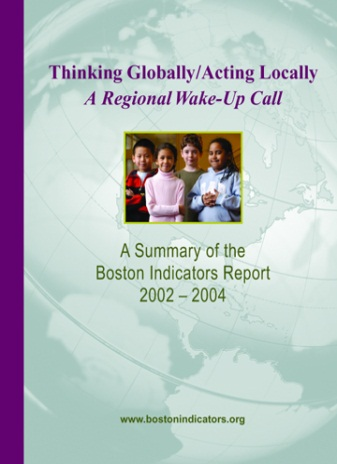 Thinking Globally/Acting Locally
A Regional Wake-Up Call
A Summary of the
Boston Indicators Report
2002 – 2004
www.bostonindicators.org